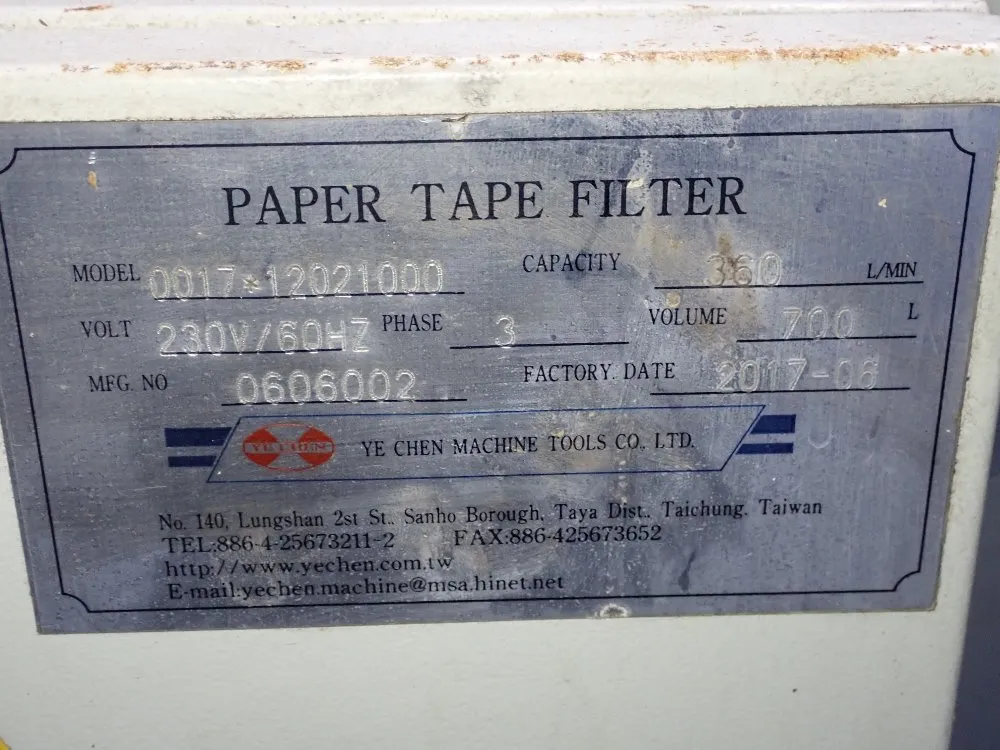 PAPER TAPE FILTER
MODEL 0017*12021000 CAPACITY 360 L/MIN
VOLT 230V/60HZ PHASE 3 VOLUME 700 L
MFG. NO 0606002 FACTORY. DATE 2017-06
YE CHEN YE CHEN MACHINE TOOLS CO., LTD.
No. 140, Lungshan 2st St., Sanho Borough, Taya Dist., Taichung. Taiwan
TEL:886-4-25673211-2 FAX:886-425673652
http://www.yechen.com.tw
E-mail:yechen.machine@msa.hinet.net